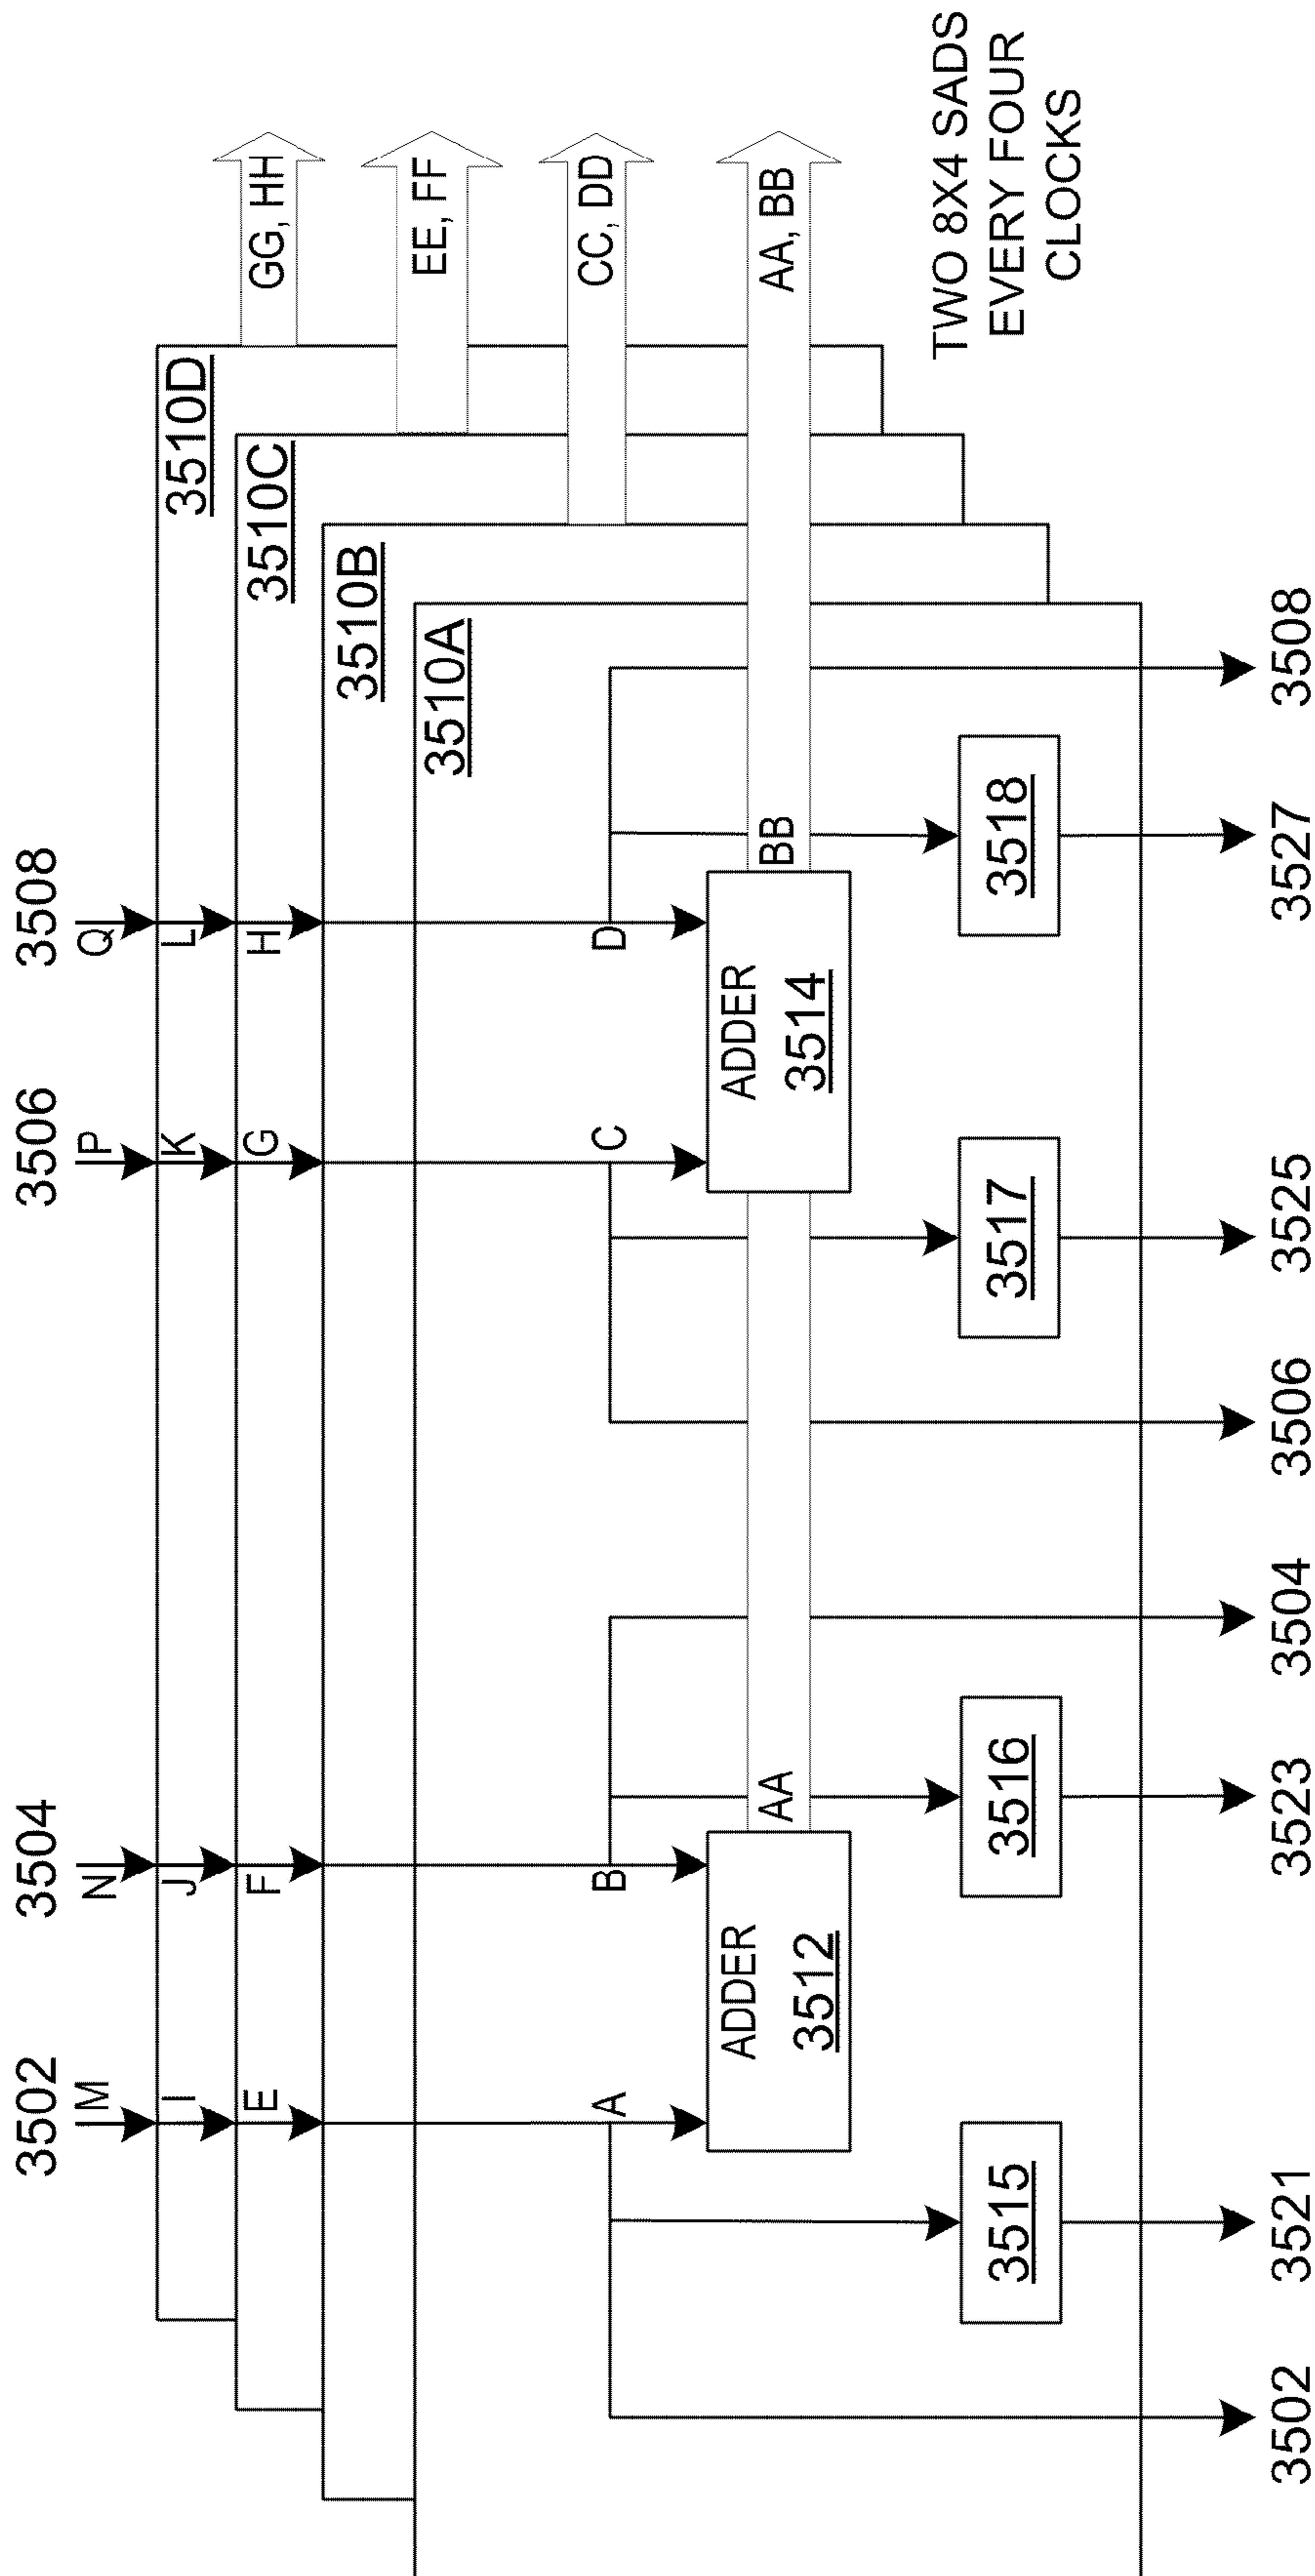 3502
3504
3506
3508
M
N
P
Q
I
J
K
L
3510D
GG, HH
E
F
G
H
3510C
EE, FF
3510B
3510A
CC, DD
A
B
C
D
ADDER
3512
AA
ADDER
3514
BB
AA, BB
3515
3516
3517
3518
TWO 8X4 SADS
EVERY FOUR
CLOCKS
3502
3521
3523
3504
3506
3525
3527
3508